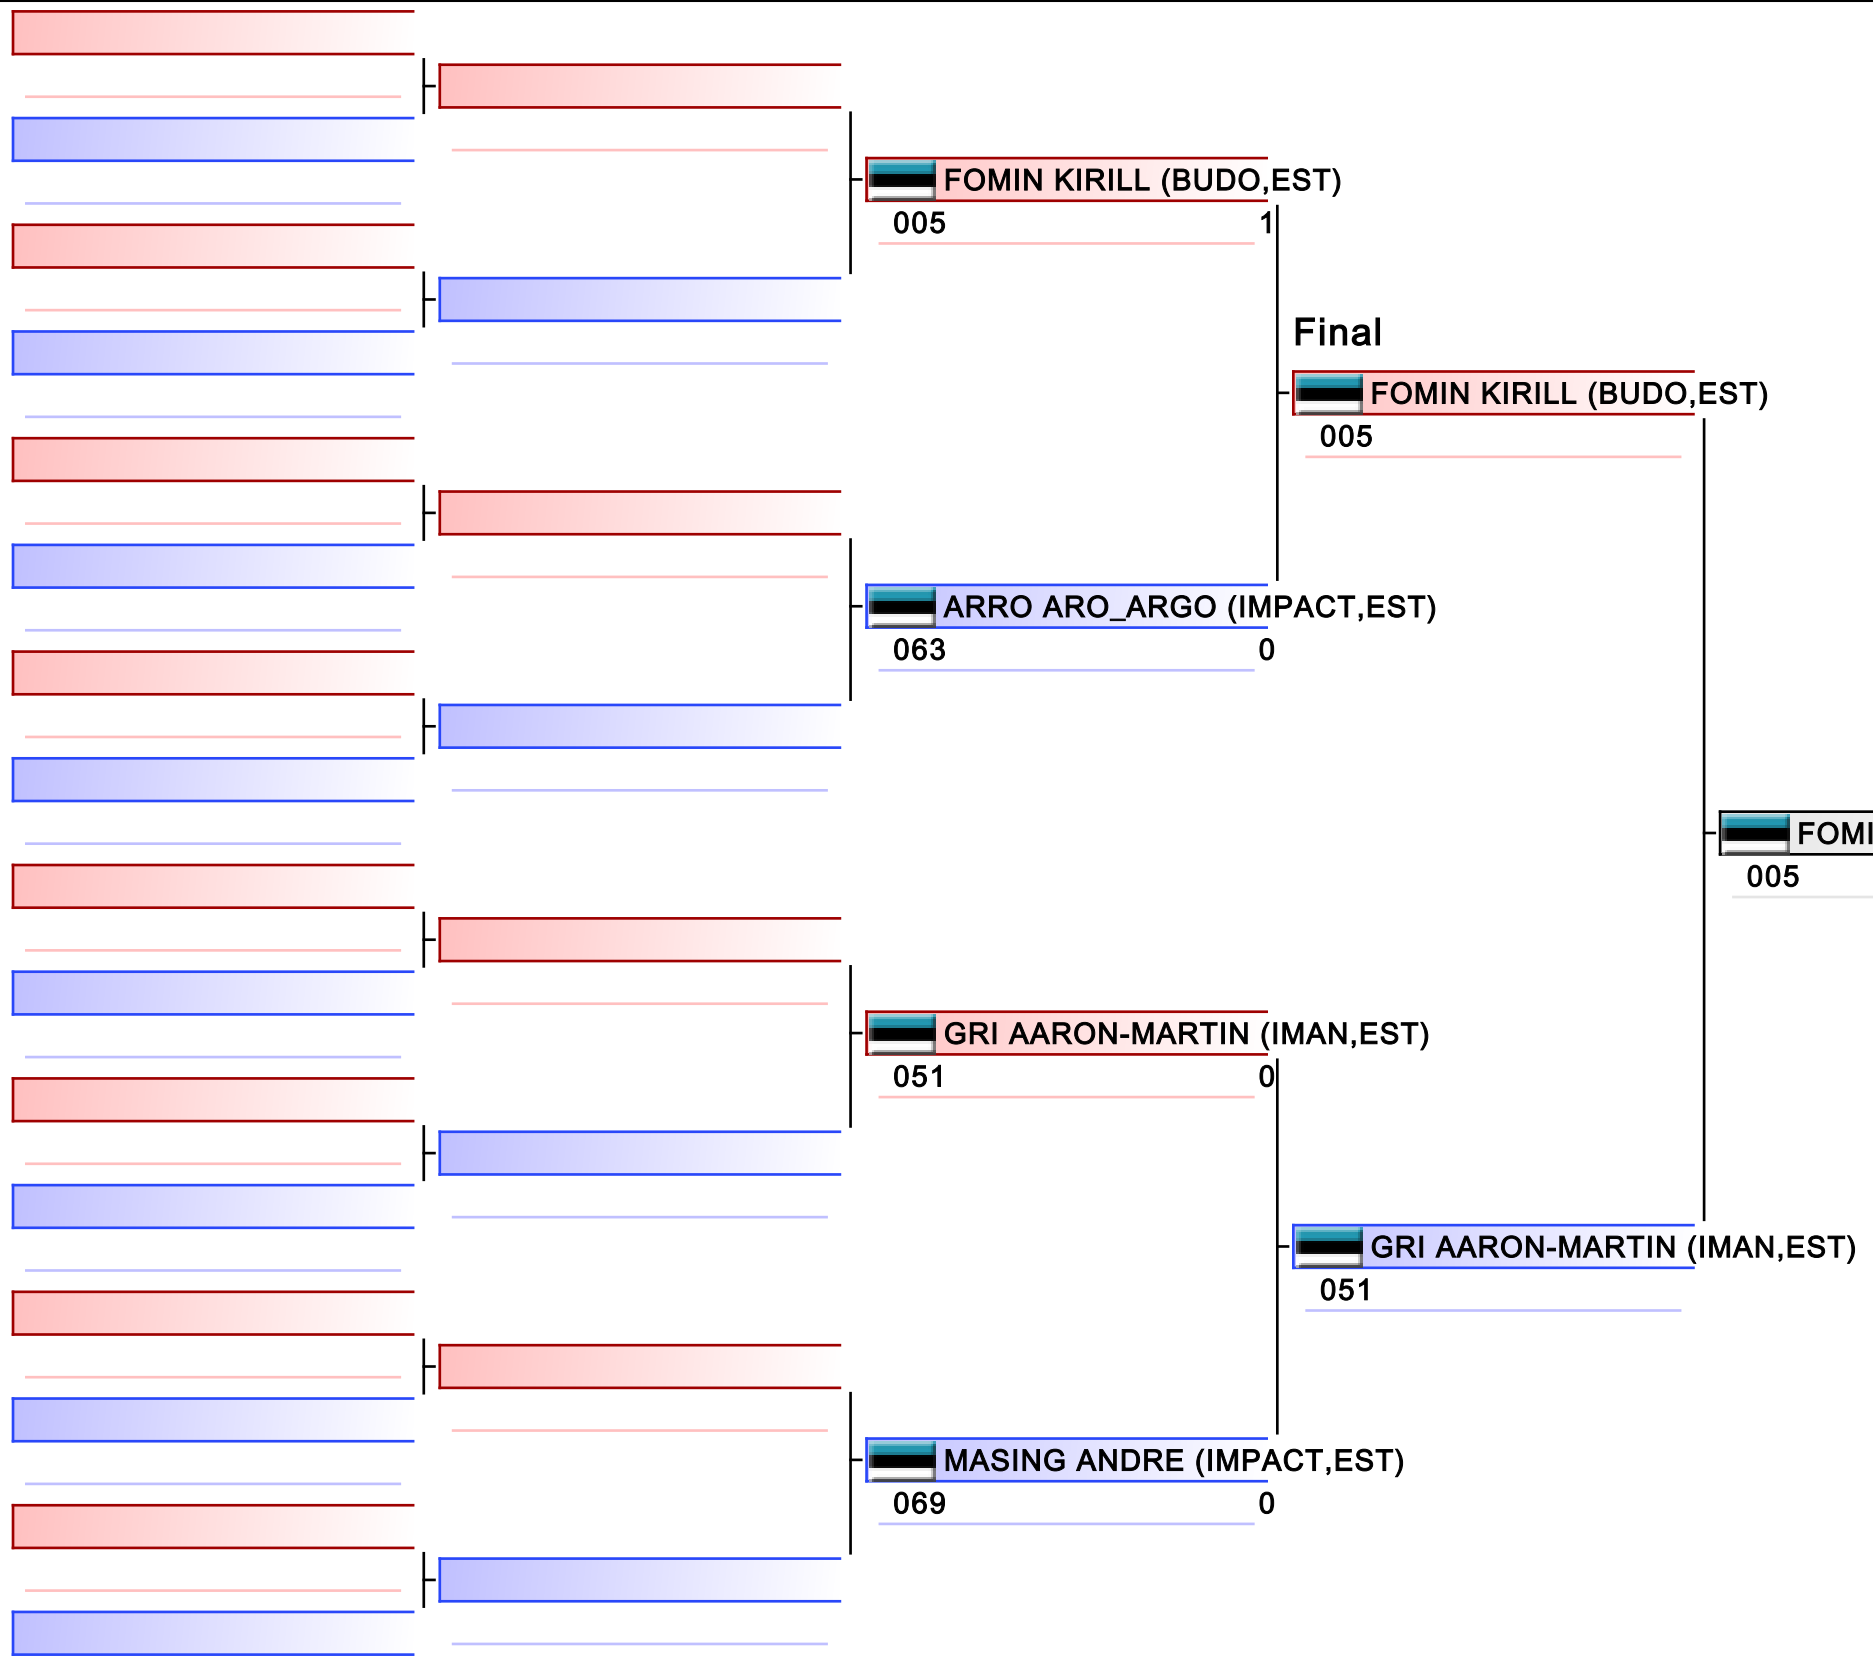 FOMIN KIRILL (BUDO,EST)
005 1
Final
FOMIN KIRILL (BUDO,EST)
005
ARRO ARO_ARGO (IMPACT,EST)
063 0
FOMI
005
GRI AARON-MARTIN (IMAN,EST)
051 0
GRI AARON-MARTIN (IMAN,EST)
051
MASING ANDRE (IMPACT,EST)
069 0